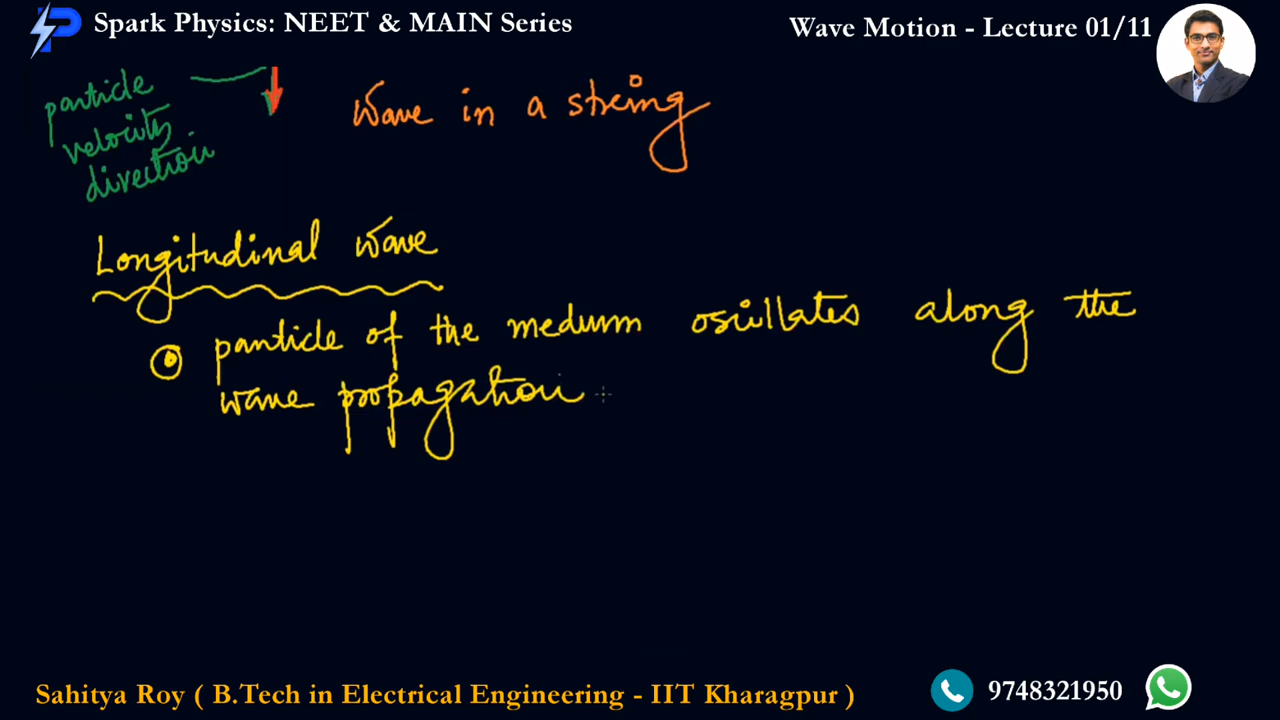 Spark Physics: NEET & MAIN Series
Wave Motion - Lecture 01/11
particle
velocity
direction
Wave in a string
Longitudinal wave
particle of the medium oscillates along the
wave propagation
Sahitya Roy ( B.Tech in Electrical Engineering - IIT Kharagpur )
9748321950